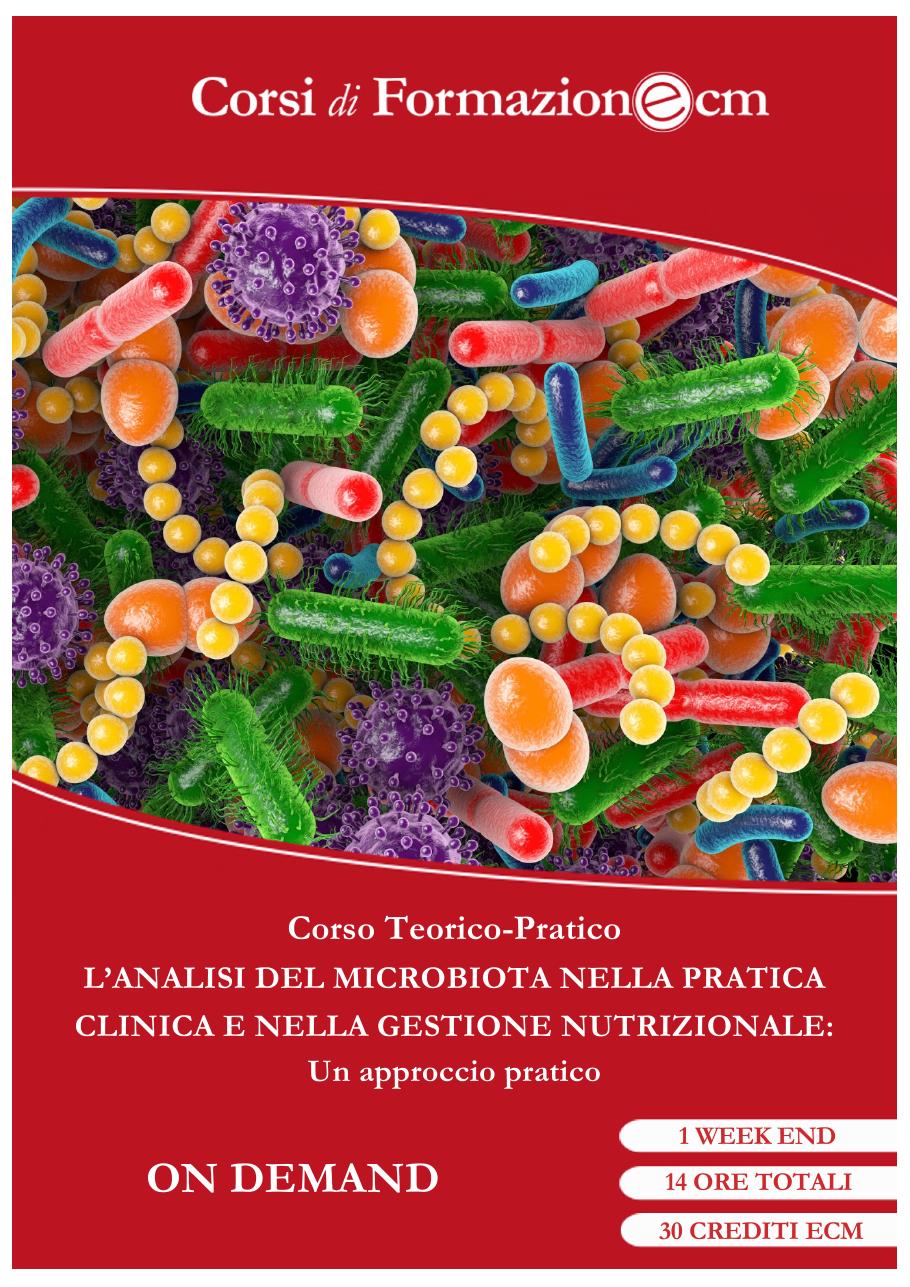 Corsi di Formazionecm
Corso Teorico-Pratico
L’ANALISI DEL MICROBIOTA NELLA PRATICA
CLINICA E NELLA GESTIONE NUTRIZIONALE:
Un approccio pratico
1 WEEK END
ON DEMAND
14 ORE TOTALI
30 CREDITI ECM